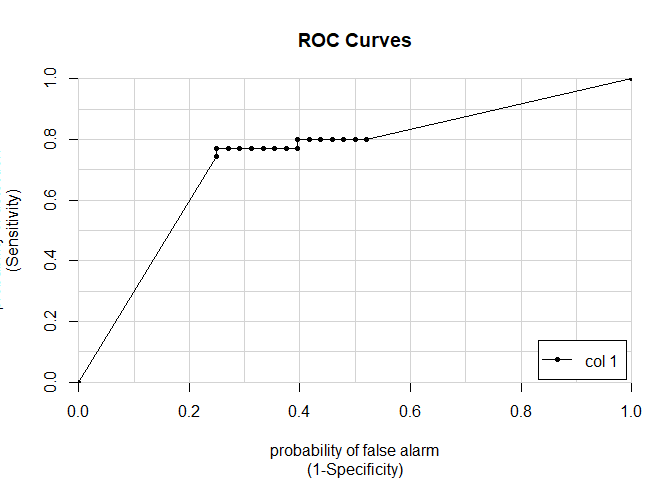 ROC Curves
1.0
0.8
0.6
0.4
0.2
0.0
(Sensitivity)
col 1
0.0 0.2 0.4 0.6 0.8 1.0
probability of false alarm
(1-Specificity)